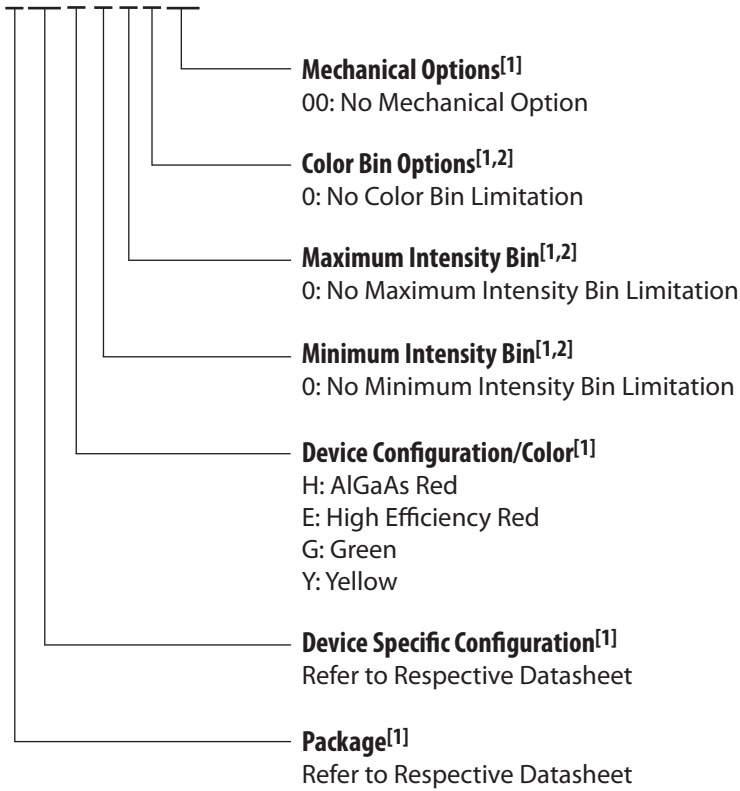 Mechanical Options[1]
00: No Mechanical Option
Color Bin Options[1,2]
0: No Color Bin Limitation
Maximum Intensity Bin[1,2]
0: No Maximum Intensity Bin Limitation
Minimum Intensity Bin[1,2]
0: No Minimum Intensity Bin Limitation
Device Configuration/Color[1]
H: AlGaAs Red
E: High Efficiency Red
G: Green
Y: Yellow
Device Specific Configuration[1]
Refer to Respective Datasheet
Package[1]
Refer to Respective Datasheet